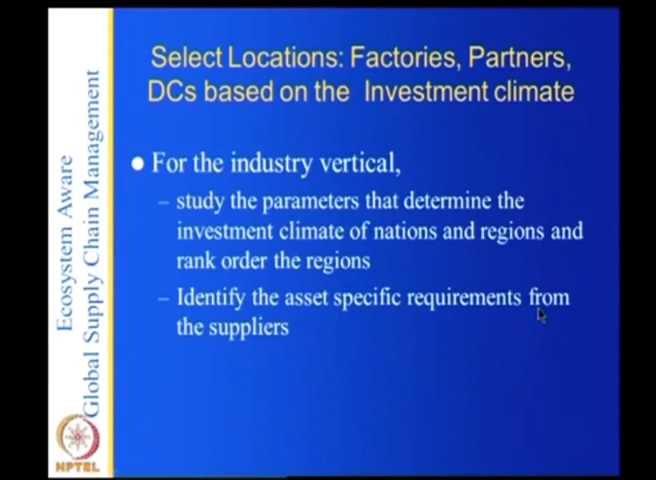 Select Locations: Factories, Partners,
DCs based on the Investment climate
Ecosystem Aware
Global Supply Chain Management
● For the industry vertical,
– study the parameters that determine the
investment climate of nations and regions and
rank order the regions
– Identify the asset specific requirements from
the suppliers
NPTEL